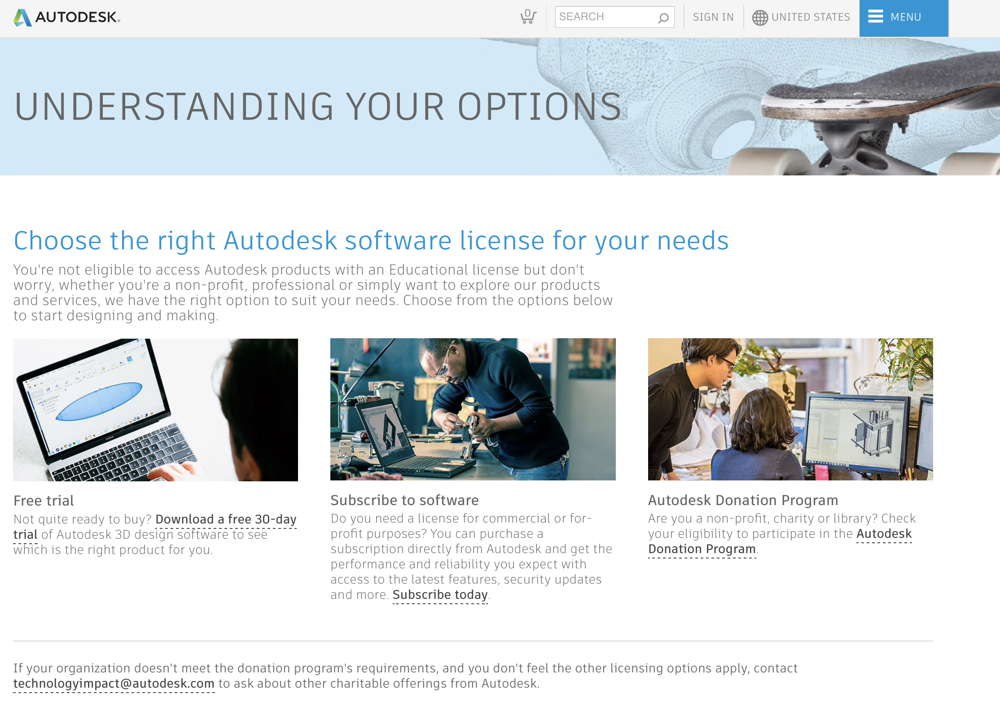 AUTODESK®
0
SEARCH
SIGN IN
UNITED STATES
MENU
UNDERSTANDING YOUR OPTIONS
Choose the right Autodesk software license for your needs
You're not eligible to access Autodesk products with an Educational license but don't
worry, whether you're a non-profit, professional or simply want to explore our products
and services, we have the right option to suit your needs. Choose from the options below
to start designing and making.
Free trial
Not quite ready to buy? Download a free 30-day
trial of Autodesk 3D design software to see
which is the right product for you.
Subscribe to software
Do you need a license for commercial or for-
profit purposes? You can purchase a
subscription directly from Autodesk and get the
performance and reliability you expect with
access to the latest features, security updates
and more. Subscribe today.
Autodesk Donation Program
Are you a non-profit, charity or library? Check
your eligibility to participate in the Autodesk
Donation Program.
If your organization doesn't meet the donation program's requirements, and you don't feel the other licensing options apply, contact
technologyimpact@autodesk.com to ask about other charitable offerings from Autodesk.